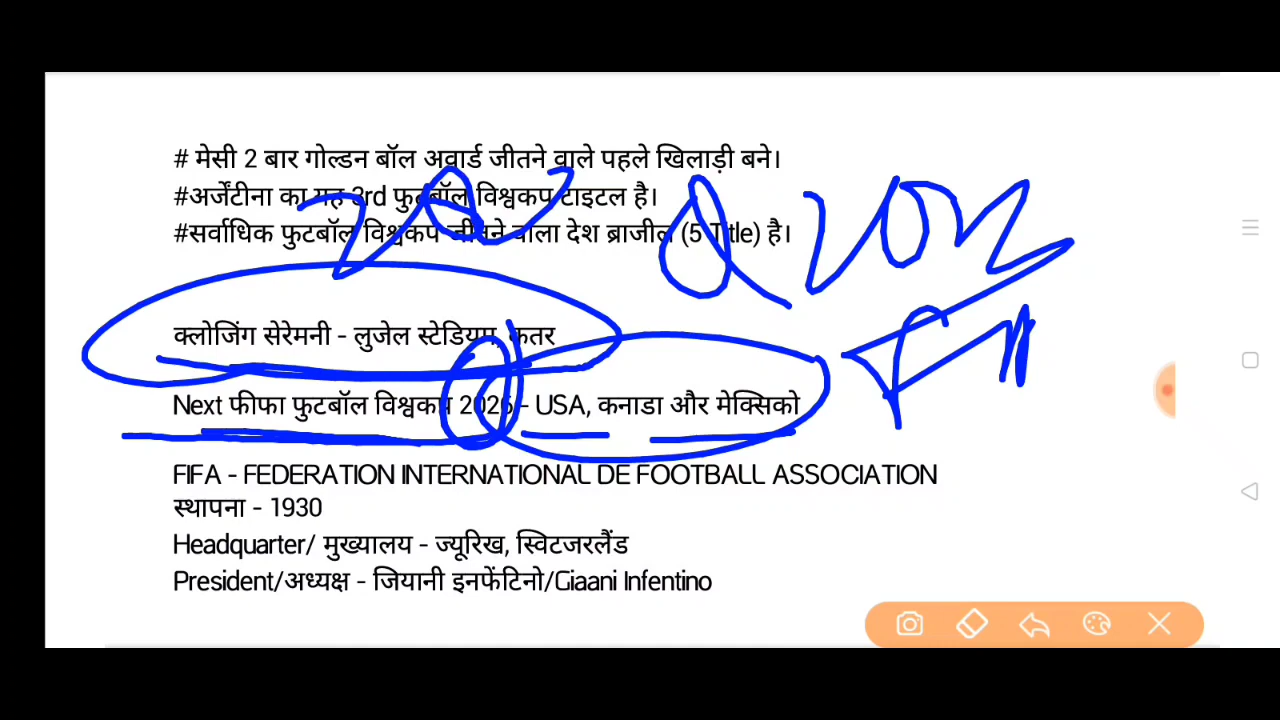 # मेसी 2 बार गोल्डन बॉल अवार्ड जीतने वाले पहले खिलाड़ी बने।
#अर्जेंटीना का यह 3rd फुटबॉल विश्वकप टाइटल है।
#सर्वाधिक फुटबॉल विश्वकप जीतने वाला देश ब्राजील (5 Title) है।
क्लोजिंग सेरेमनी - लुजेल स्टेडियम, कतर
Next फीफा फुटबॉल विश्वकप 2026 - USA, कनाडा और मेक्सिको
FIFA - FEDERATION INTERNATIONAL DE FOOTBALL ASSOCIATION
स्थापना - 1930
Headquarter/ मुख्यालय - ज्यूरिख, स्विटजरलैंड
President/अध्यक्ष - जियानी इनफेंटिनो/Giaani Infentino